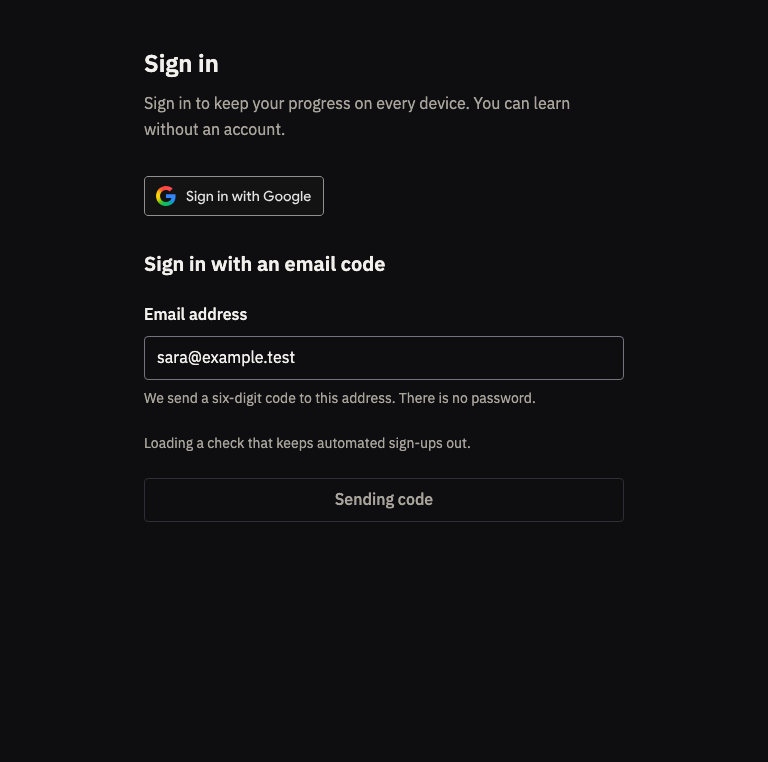 Sign in
Sign in to keep your progress on every device. You can learn
without an account.
Sign in with Google
Sign in with an email code
Email address
sara@example.test
We send a six-digit code to this address. There is no password.
Loading a check that keeps automated sign-ups out.
Sending code